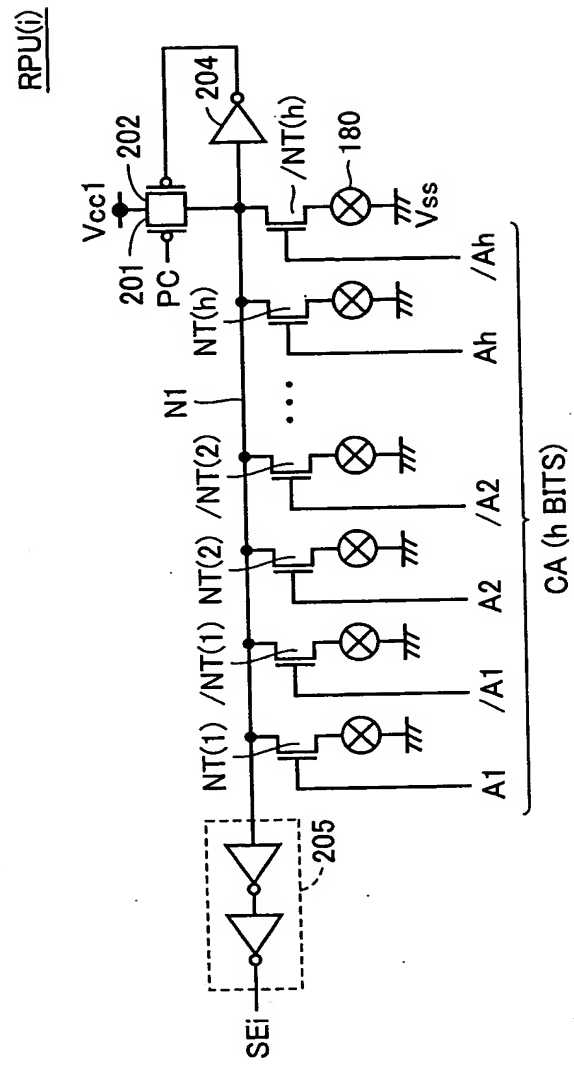 RPU(i)
Vcc1
201
202
PC
204
N1
NT(1)
/NT(1)
NT(2)
/NT(2)
• • •
NT(h)
/NT(h)
180
Vss
205
SEi
A1
/A1
A2
/A2
Ah
/Ah
CA (h BITS)